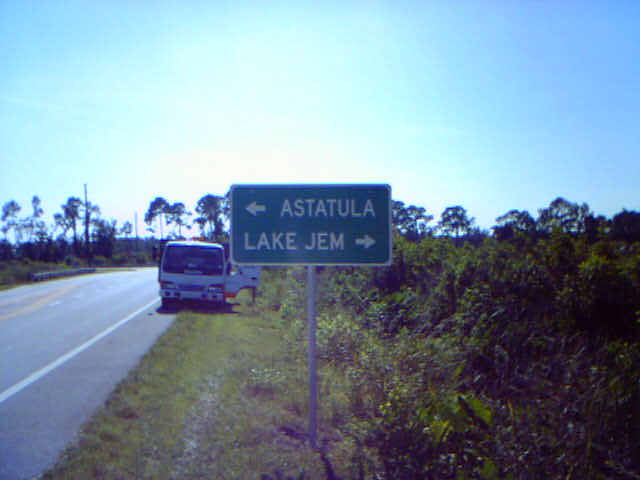 ← ASTATULA
LAKE JEM →